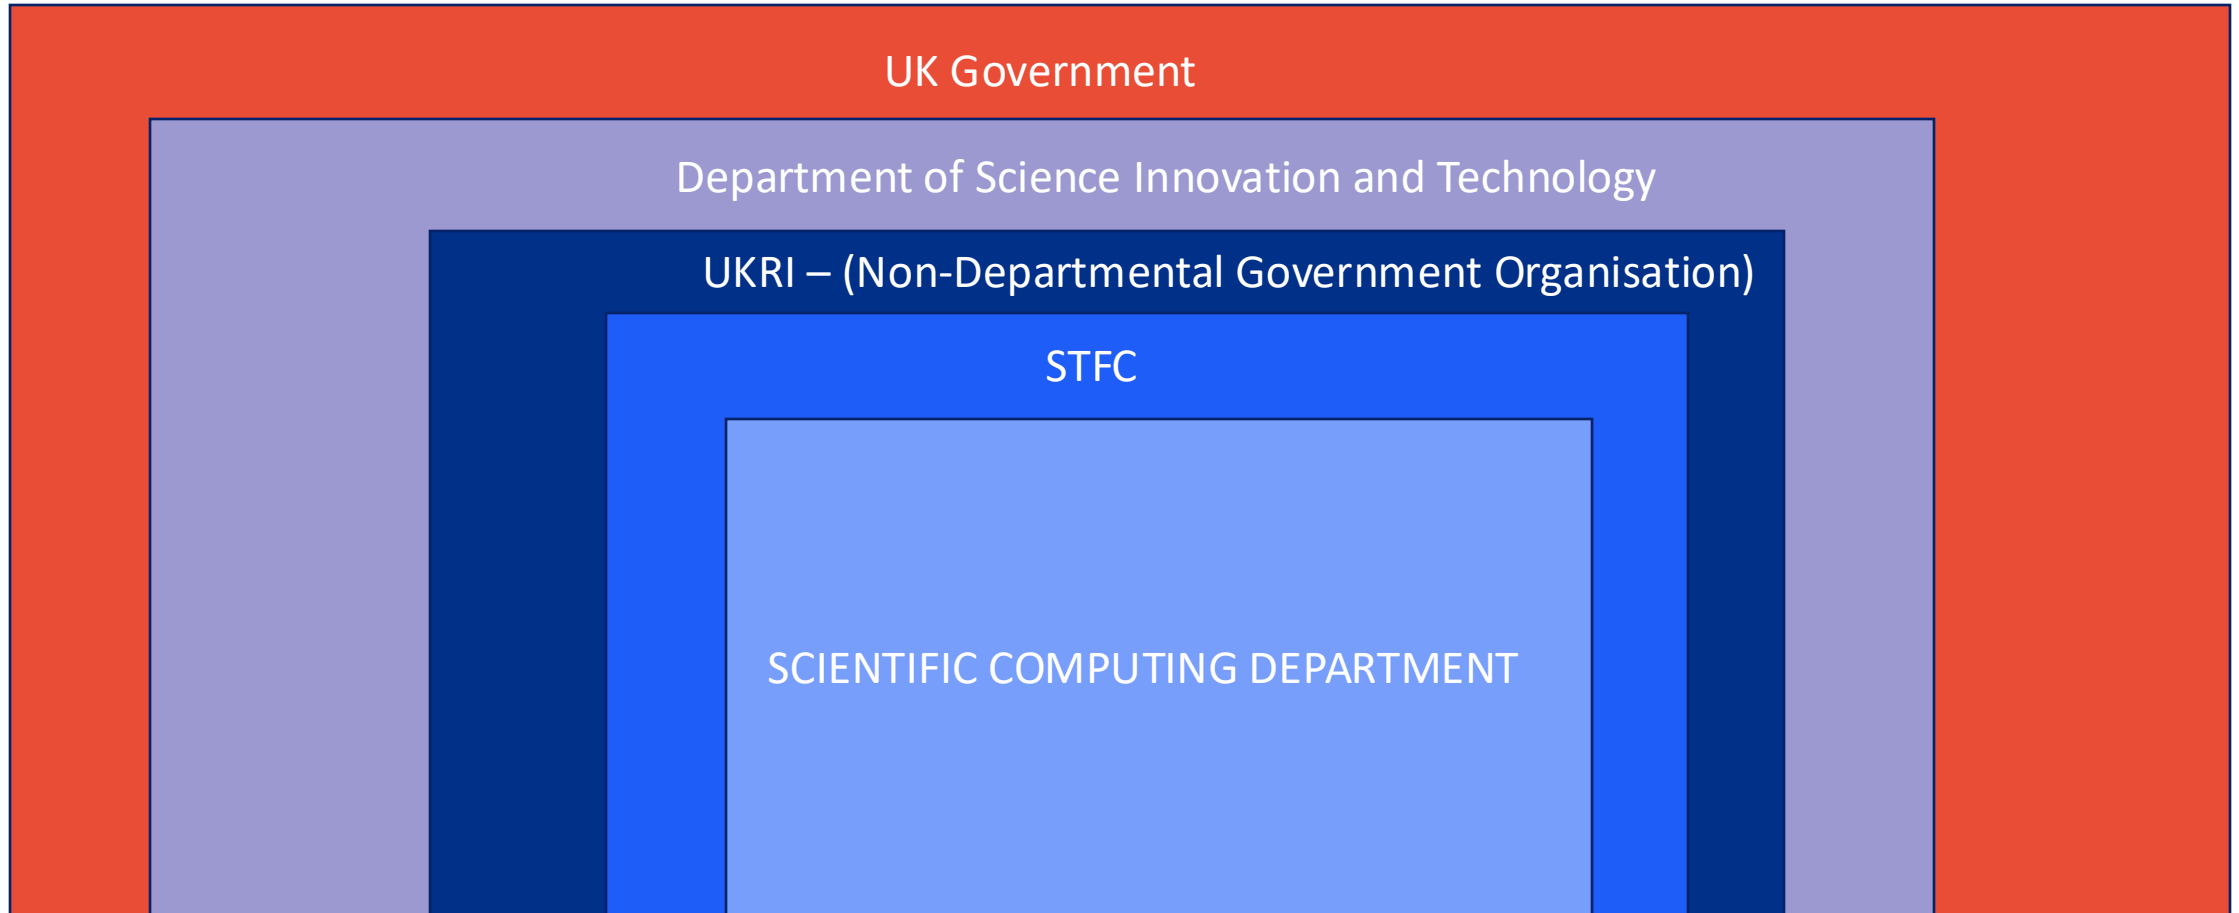 UK Government
Department of Science Innovation and Technology
UKRI – (Non-Departmental Government Organisation)
STFC
SCIENTIFIC COMPUTING DEPARTMENT